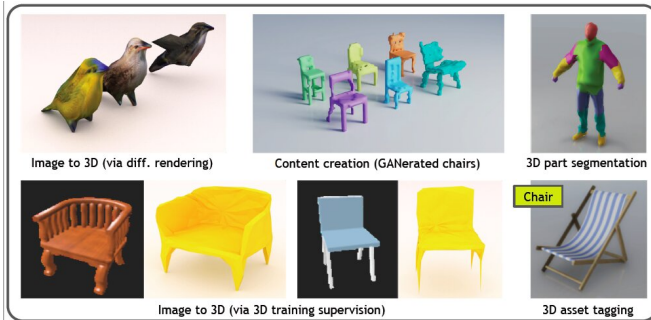 Image to 3D (via diff. rendering)
Content creation (GANerated chairs)
3D part segmentation
Chair
Image to 3D (via 3D training supervision)
3D asset tagging